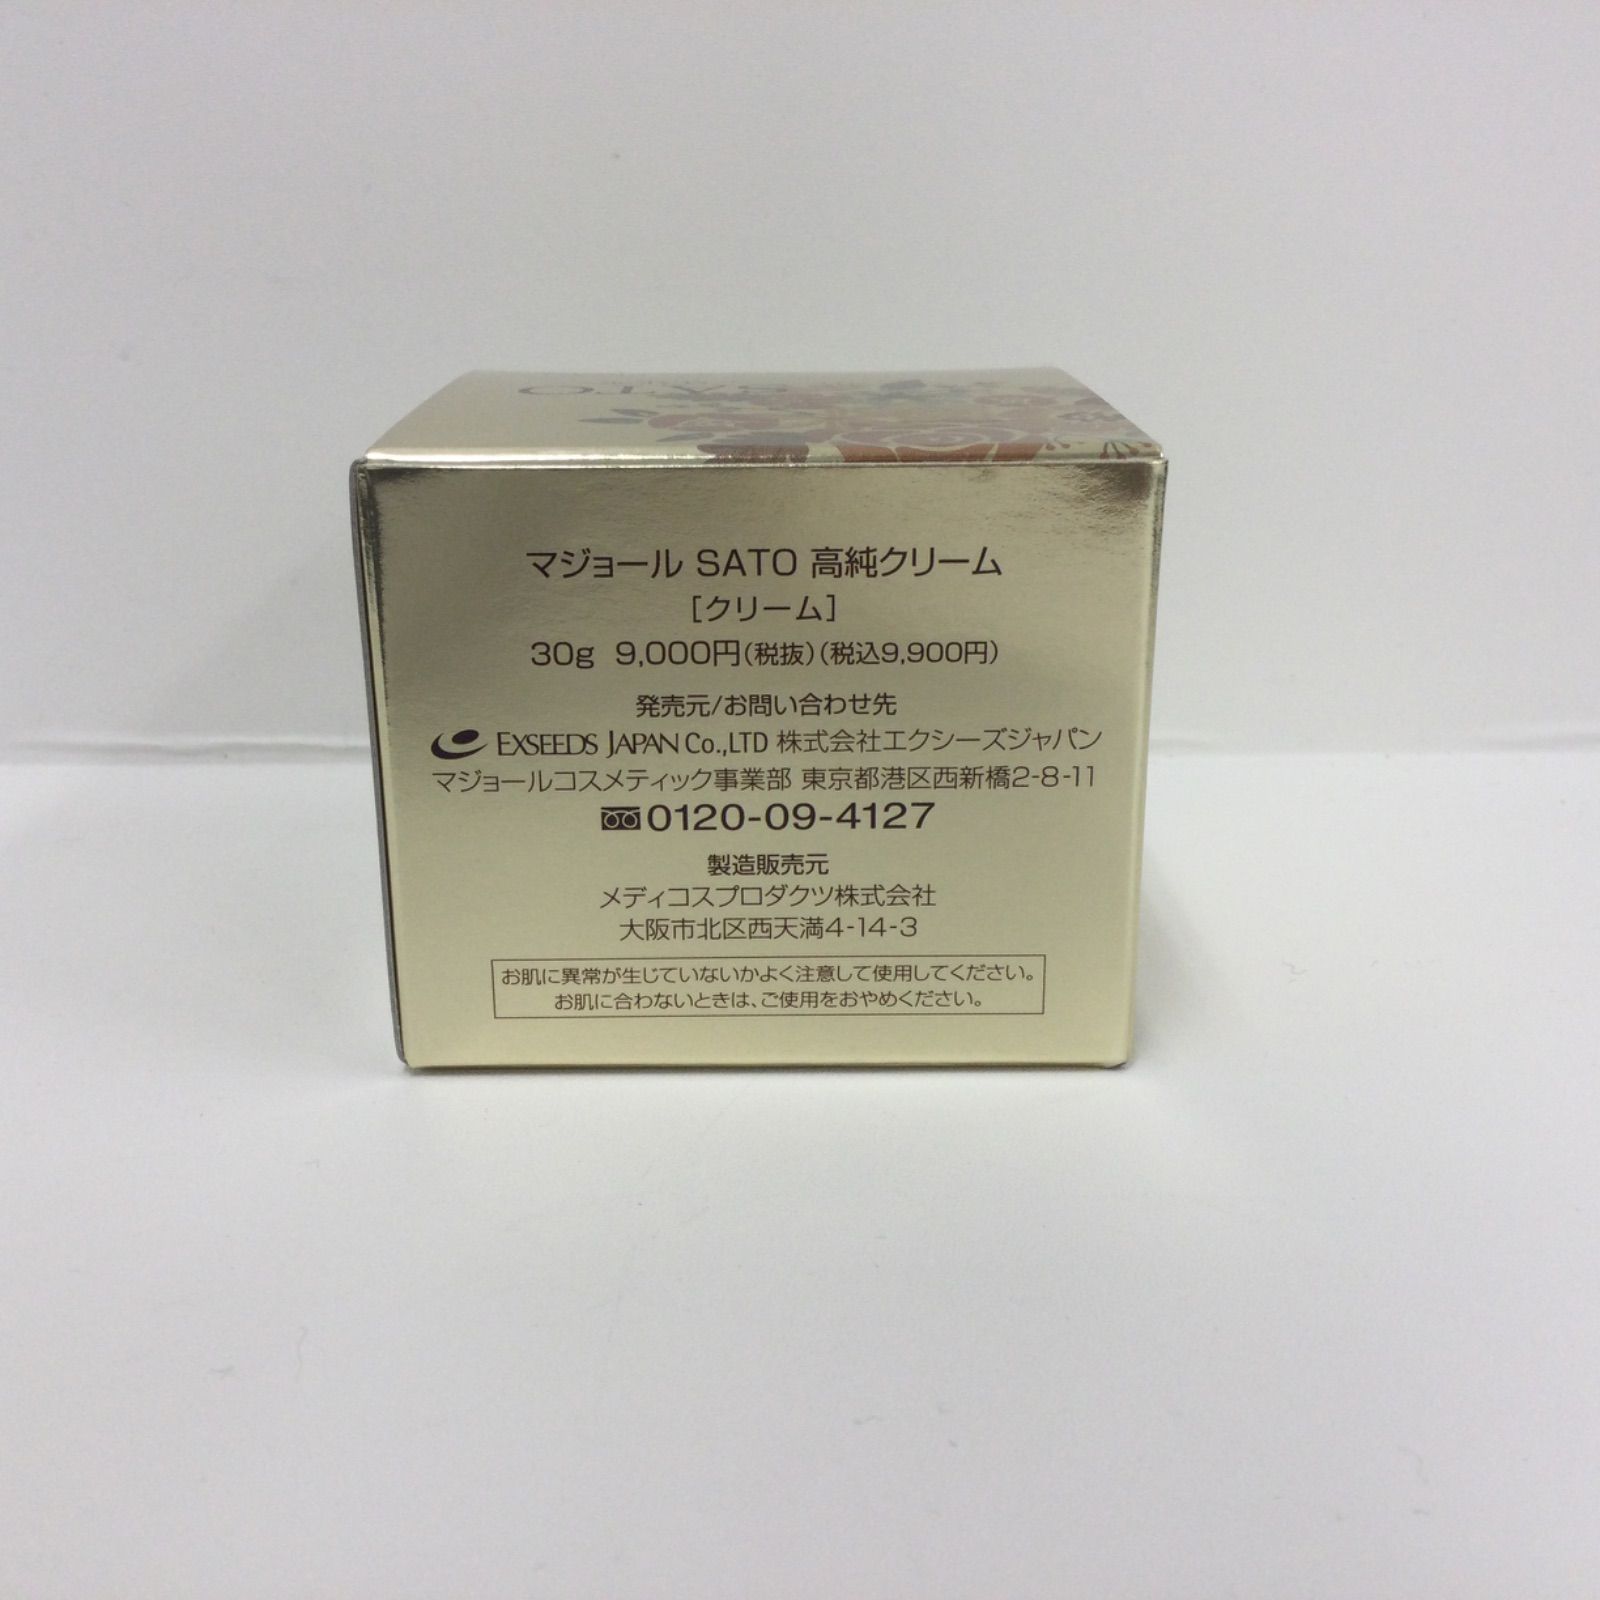 SATO
マジョール SATO 高純クリーム
[クリーム]
30g 9,000円(税抜)(税込9,900円)
発売元/お問い合わせ先
EXSEEDS JAPAN Co.,LTD 株式会社エクシーズジャパン
マジョールコスメティック事業部 東京都港区西新橋2-8-11
0120-09-4127
製造販売元
メディコスプロダクツ株式会社
大阪市北区西天満4-14-3
お肌に異常が生じていないかよく注意して使用してください。
お肌に合わないときは、ご使用をおやめください。